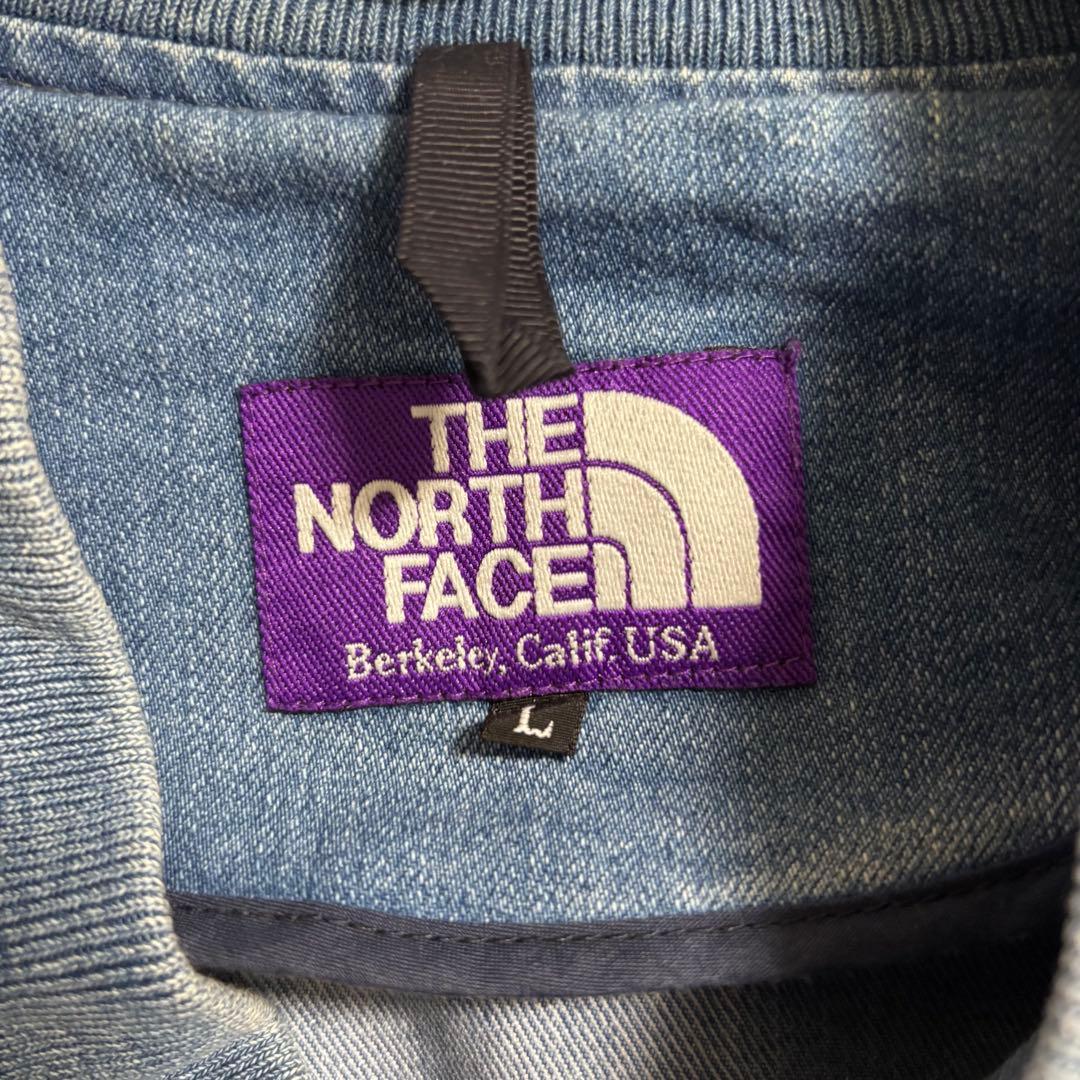 THE
NORTH
FACE
Berkeley, Calif. USA
L